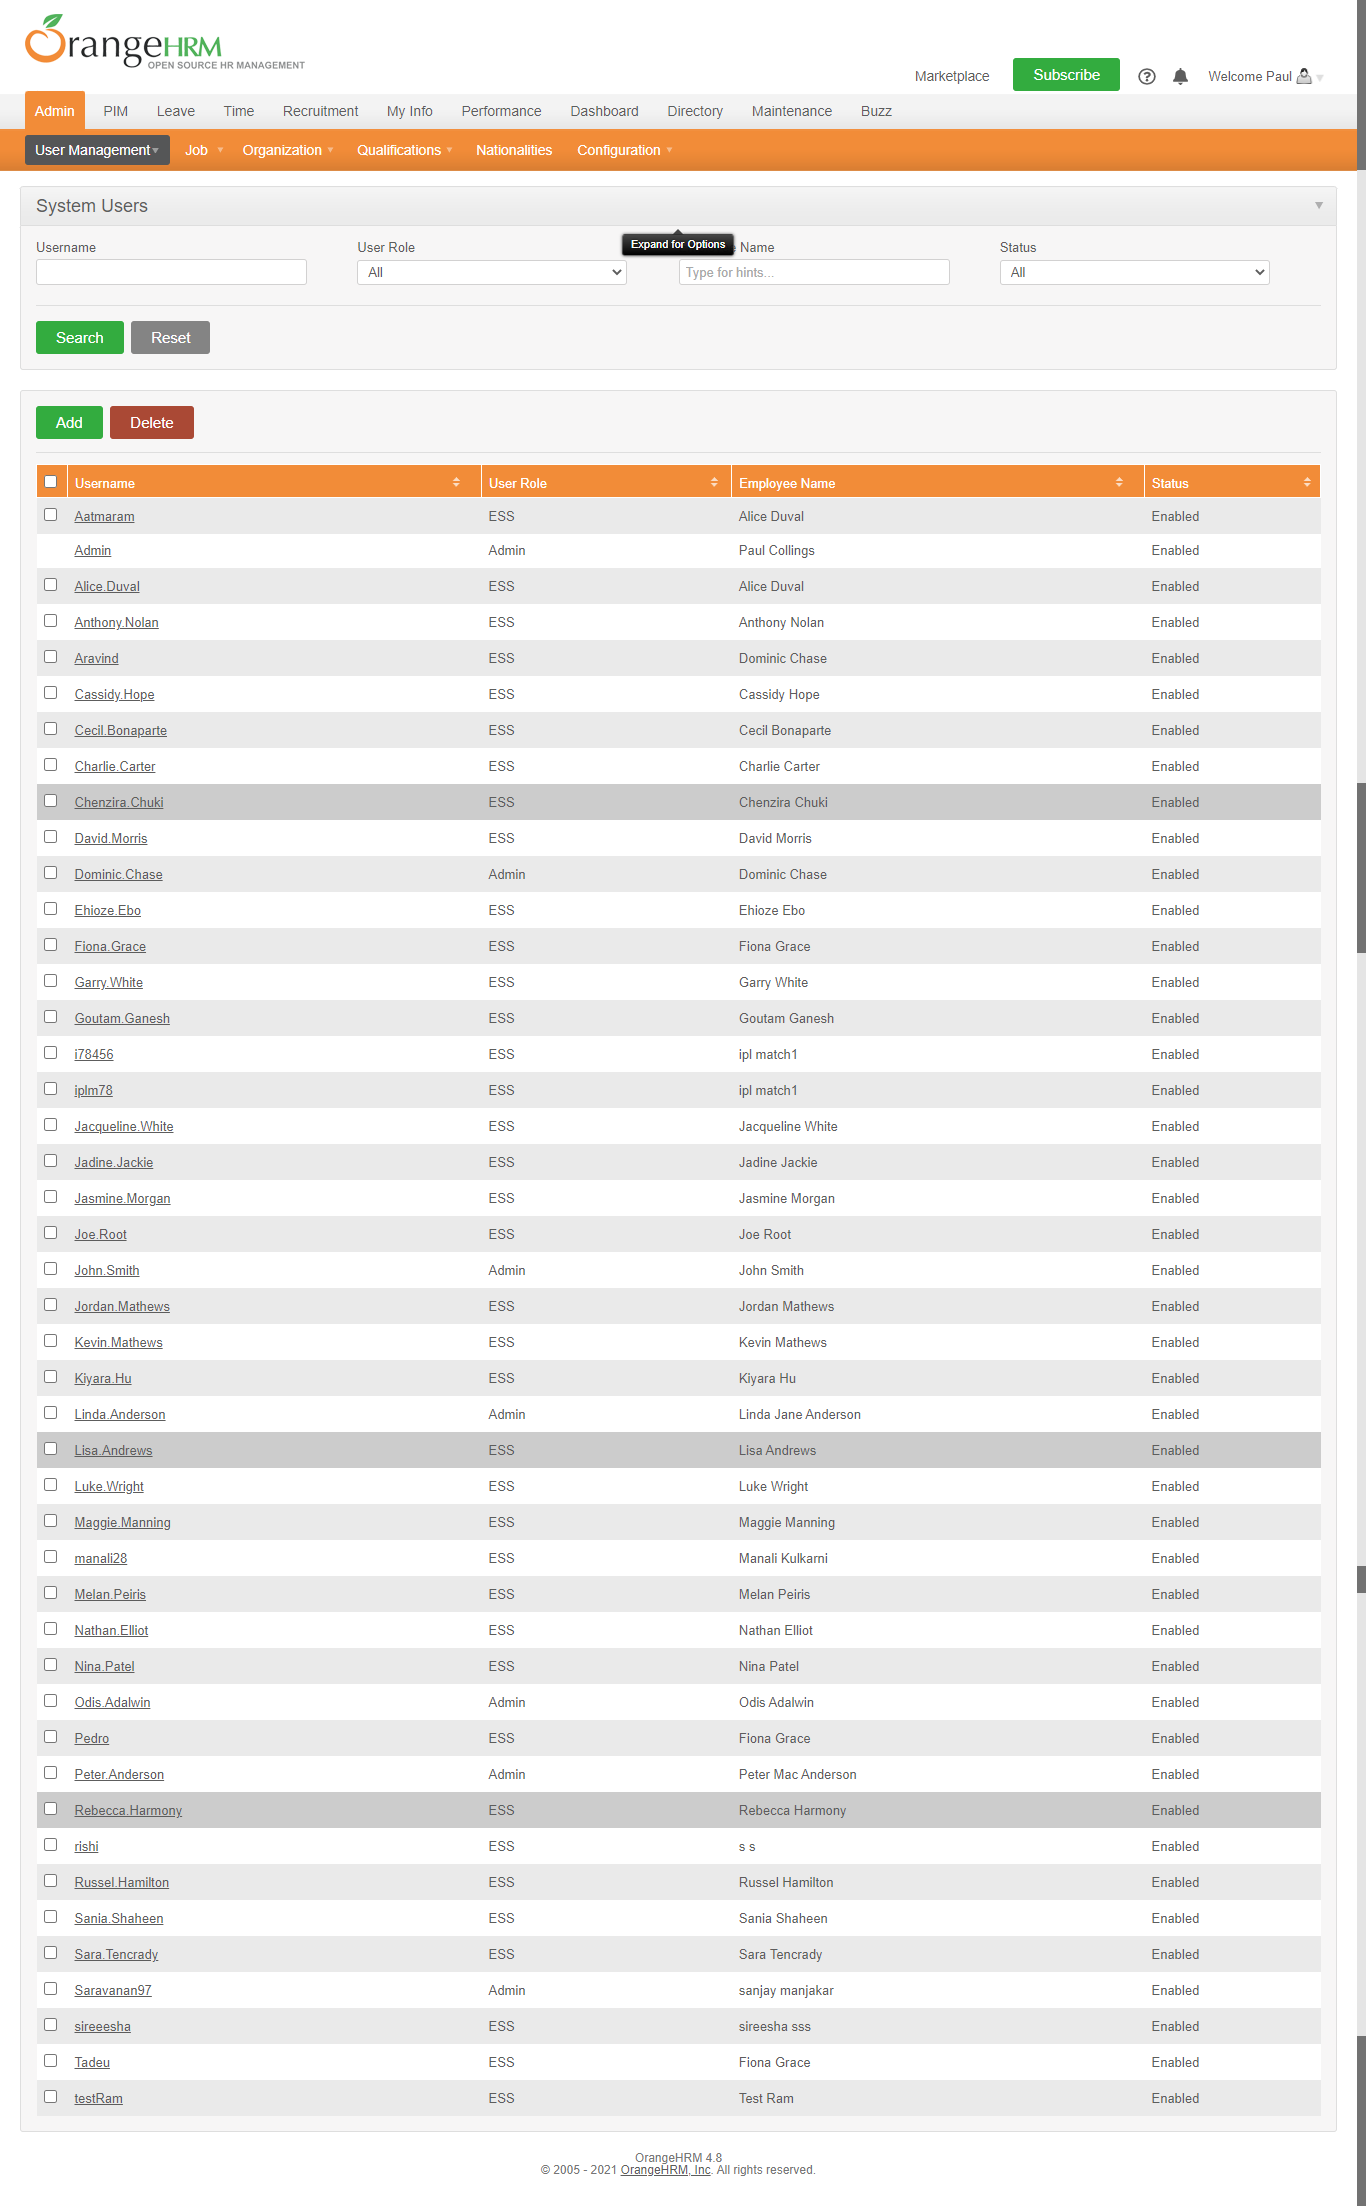 OrangeHRM
OPEN SOURCE HR MANAGEMENT
Marketplace Subscribe Welcome Paul
Admin PIM Leave Time Recruitment My Info Performance Dashboard Directory Maintenance Buzz
User Management Job Organization Qualifications Nationalities Configuration
System Users
Expand for Options
Username User Role Name Status
All Type for hints... All
Search Reset
Add Delete
Username User Role Employee Name Status
Aatmaram ESS Alice Duval Enabled
Admin Admin Paul Collings Enabled
Alice.Duval ESS Alice Duval Enabled
Anthony.Nolan ESS Anthony Nolan Enabled
Aravind ESS Dominic Chase Enabled
Cassidy.Hope ESS Cassidy Hope Enabled
Cecil.Bonaparte ESS Cecil Bonaparte Enabled
Charlie.Carter ESS Charlie Carter Enabled
Chenzira.Chuki ESS Chenzira Chuki Enabled
David.Morris ESS David Morris Enabled
Dominic.Chase Admin Dominic Chase Enabled
Ehioze.Ebo ESS Ehioze Ebo Enabled
Fiona.Grace ESS Fiona Grace Enabled
Garry.White ESS Garry White Enabled
Goutam.Ganesh ESS Goutam Ganesh Enabled
i78456 ESS ipl match1 Enabled
iplm78 ESS ipl match1 Enabled
Jacqueline.White ESS Jacqueline White Enabled
Jadine.Jackie ESS Jadine Jackie Enabled
Jasmine.Morgan ESS Jasmine Morgan Enabled
Joe.Root ESS Joe Root Enabled
John.Smith Admin John Smith Enabled
Jordan.Mathews ESS Jordan Mathews Enabled
Kevin.Mathews ESS Kevin Mathews Enabled
Kiyara.Hu ESS Kiyara Hu Enabled
Linda.Anderson Admin Linda Jane Anderson Enabled
Lisa.Andrews ESS Lisa Andrews Enabled
Luke.Wright ESS Luke Wright Enabled
Maggie.Manning ESS Maggie Manning Enabled
manali28 ESS Manali Kulkarni Enabled
Melan.Peiris ESS Melan Peiris Enabled
Nathan.Elliot ESS Nathan Elliot Enabled
Nina.Patel ESS Nina Patel Enabled
Odis.Adalwin Admin Odis Adalwin Enabled
Pedro ESS Fiona Grace Enabled
Peter.Anderson Admin Peter Mac Anderson Enabled
Rebecca.Harmony ESS Rebecca Harmony Enabled
rishi ESS s s Enabled
Russel.Hamilton ESS Russel Hamilton Enabled
Sania.Shaheen ESS Sania Shaheen Enabled
Sara.Tencrady ESS Sara Tencrady Enabled
Saravanan97 Admin sanjay manjakar Enabled
sireeesha ESS sireesha sss Enabled
Tadeu ESS Fiona Grace Enabled
testRam ESS Test Ram Enabled
OrangeHRM 4.8
© 2005 - 2021 OrangeHRM, Inc. All rights reserved.